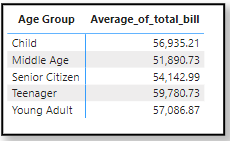 Age Group Average_of_total_bill
Child 56,935.21
Middle Age 51,890.73
Senior Citizen 54,142.99
Teenager 59,780.73
Young Adult 57,086.87